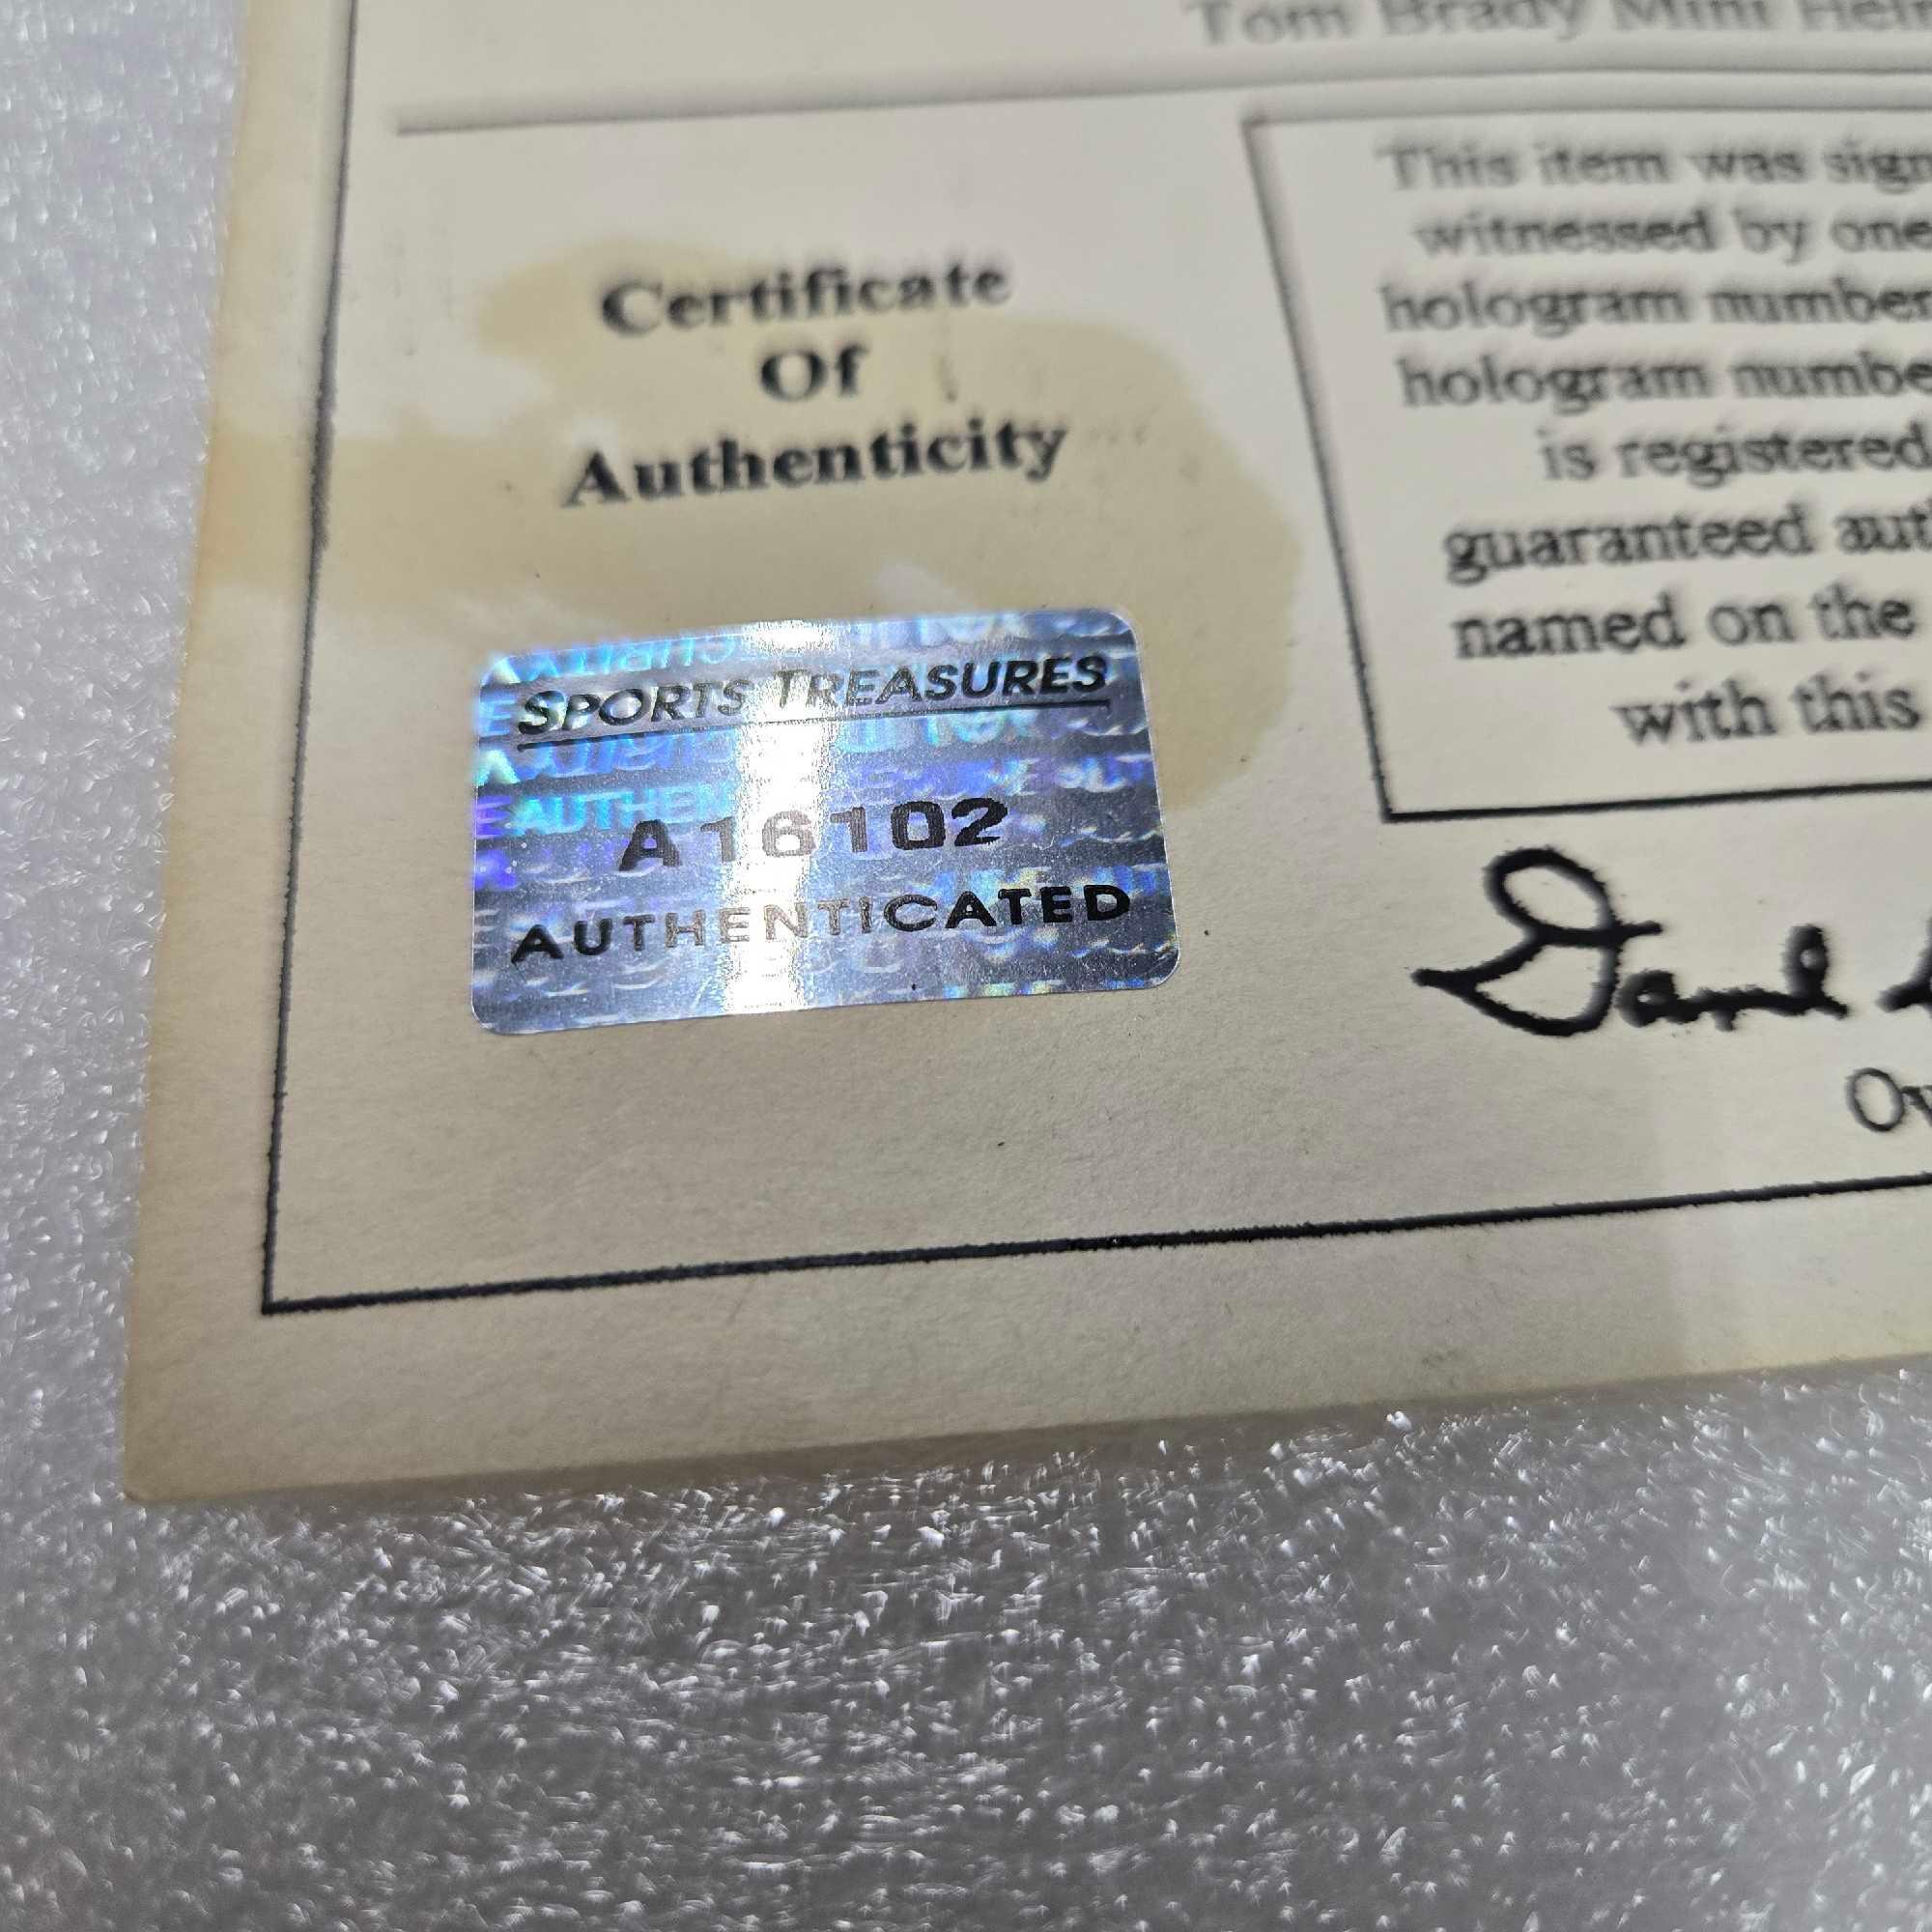 Tom Brady Mini Hel
Certificate
Of
Authenticity
This item was sign
witnessed by one
hologram number
hologram numbe
is registered
guaranteed aut
named on the
with this
SPORTS TREASURES
A16102
AUTHENTICATED